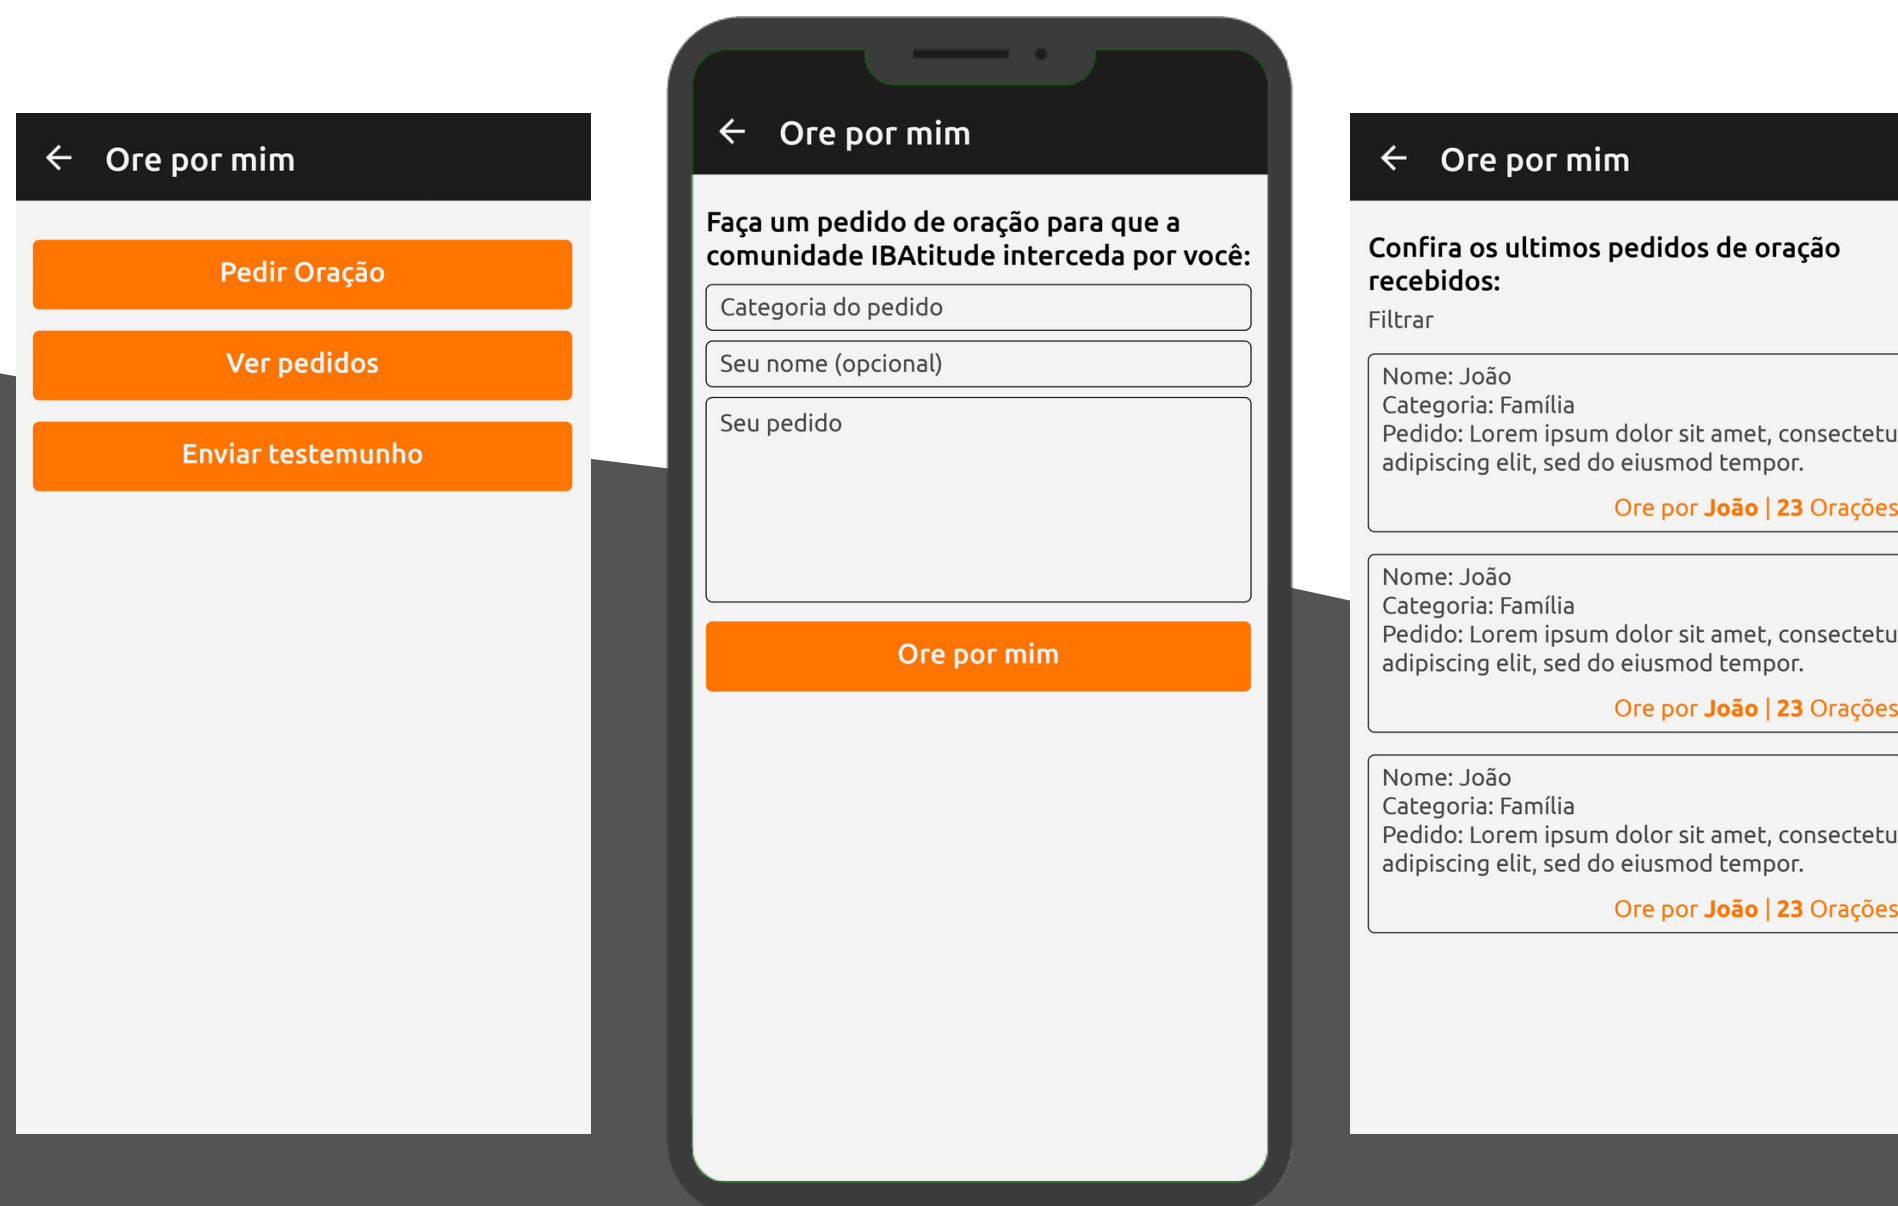 Ore por mim
Pedir Oração
Ver pedidos
Enviar testemunho
Ore por mim
Faça um pedido de oração para que a
comunidade IBAtitude interceda por você:
Categoria do pedido
Seu nome (opcional)
Seu pedido
Ore por mim
Ore por mim
Confira os ultimos pedidos de oração
recebidos:
Filtrar
Nome: João
Categoria: Família
Pedido: Lorem ipsum dolor sit amet, consectetu
adipiscing elit, sed do eiusmod tempor.
Ore por João | 23 Orações
Nome: João
Categoria: Família
Pedido: Lorem ipsum dolor sit amet, consectetu
adipiscing elit, sed do eiusmod tempor.
Ore por João | 23 Orações
Nome: João
Categoria: Família
Pedido: Lorem ipsum dolor sit amet, consectetu
adipiscing elit, sed do eiusmod tempor.
Ore por João | 23 Orações